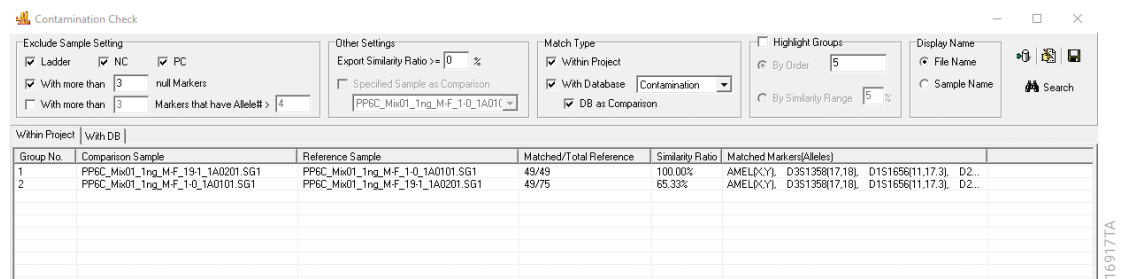 Contamination Check
Exclude Sample Setting
Ladder NC PC
With more than 3 null Markers
With more than 3 Markers that have Allele# > 4
Other Settings
Export Similarity Ratio >= 0 %
Specified Sample as Comparison
PP6C_Mix01_1ng_M-F_1-0_1A010
Match Type
Within Project
With Database Contamination
DB as Comparison
Highlight Groups
By Order 5
By Similarity Range 5 %
Display Name
File Name
Sample Name
Search
Within Project With DB
Group No. Comparison Sample Reference Sample Matched/Total Reference Similarity Ratio Matched Markers(Alleles)
1 PP6C_Mix01_1ng_M-F_19-1_1A0201.SG1 PP6C_Mix01_1ng_M-F_1-0_1A0101.SG1 49/49 100.00% AMEL(X,Y), D3S1358(17,18), D1S1656(11,17.3), D2...
2 PP6C_Mix01_1ng_M-F_1-0_1A0101.SG1 PP6C_Mix01_1ng_M-F_19-1_1A0201.SG1 49/75 65.33% AMEL(X,Y), D3S1358(17,18), D1S1656(11,17.3), D2...
16917TA